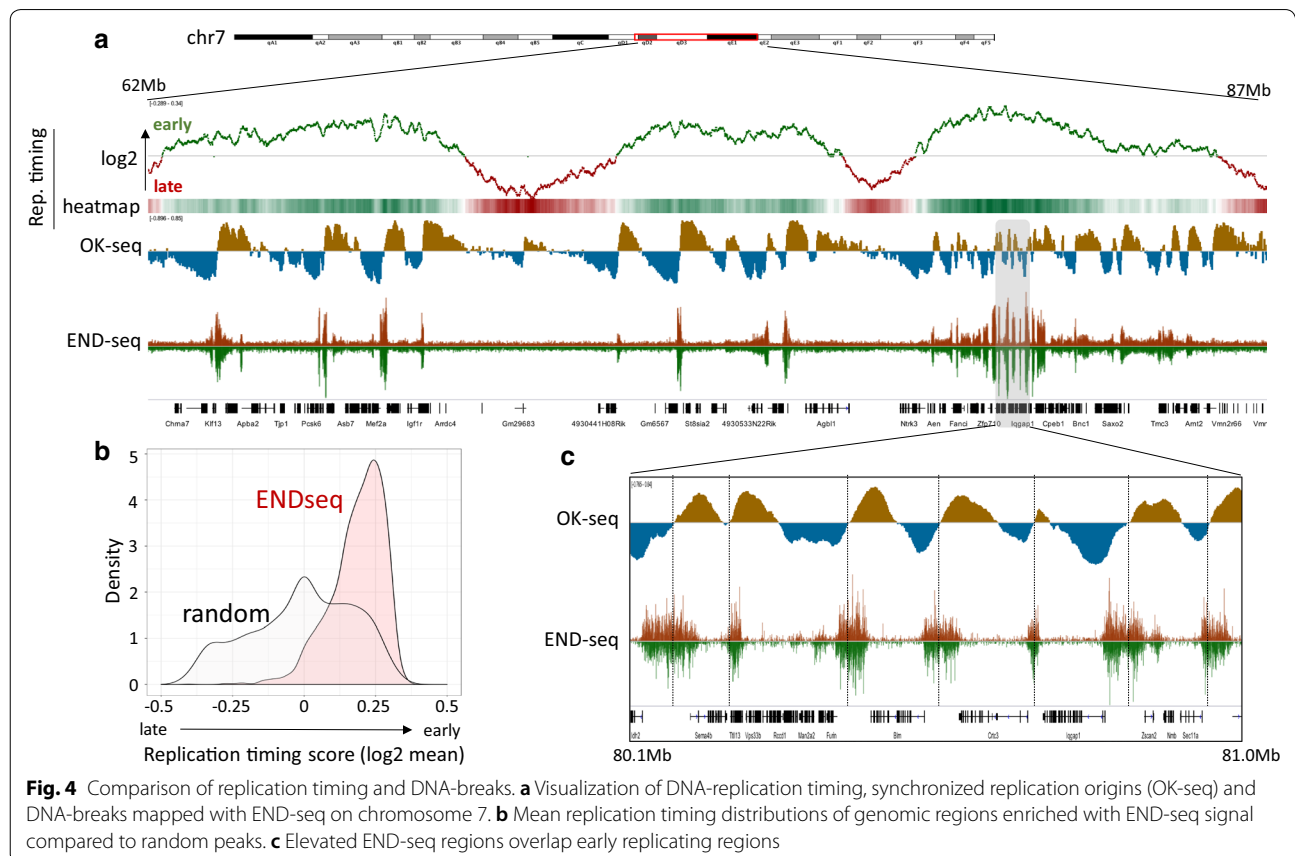 a
chr7
qA1 qA2 qA3 qB1 qB2 qB3 qB4 qB5 qC qD1 qD2 qD3 qE1 qE2 qE3 qF1 qF2 qF3 qF4 qF5
62Mb 87Mb
[-0.289 - 0.34]
Rep. timing
early
log2
late
heatmap
[-0.896 - 0.85]
OK-seq
END-seq
Chrna7 Klf13 Apba2 Tjp1 Pcsk6 Asb7 Mef2a Igf1r Arrdc4 Gm29683 4930441H08Rik Gm6567 St8sia2 4930533N22Rik Agbl1 Ntrk3 Aen Fanci Zfp710 Iqgap1 Cpeb1 Bnc1 Saxo2 Tmc3 Amt2 Vmn2r66 Vmr
b
5
4
3
2
1
0
Density
ENDseq
random
-0.5 -0.25 0 0.25 0.5
late early
Replication timing score (log2 mean)
c
OK-seq
END-seq
Idh2 Sema4b Ttll13 Vps33b Rccd1 Man2a2 Furin Blm Crtc3 Iqgap1 Zscan2 Nmb Sec11a
80.1Mb 81.0Mb
Fig. 4 Comparison of replication timing and DNA-breaks. a Visualization of DNA-replication timing, synchronized replication origins (OK-seq) and
DNA-breaks mapped with END-seq on chromosome 7. b Mean replication timing distributions of genomic regions enriched with END-seq signal
compared to random peaks. c Elevated END-seq regions overlap early replicating regions